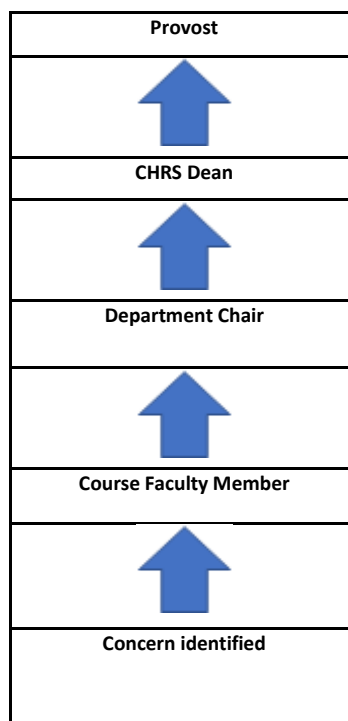 Provost
CHRS Dean
Department Chair
Course Faculty Member
Concern identified